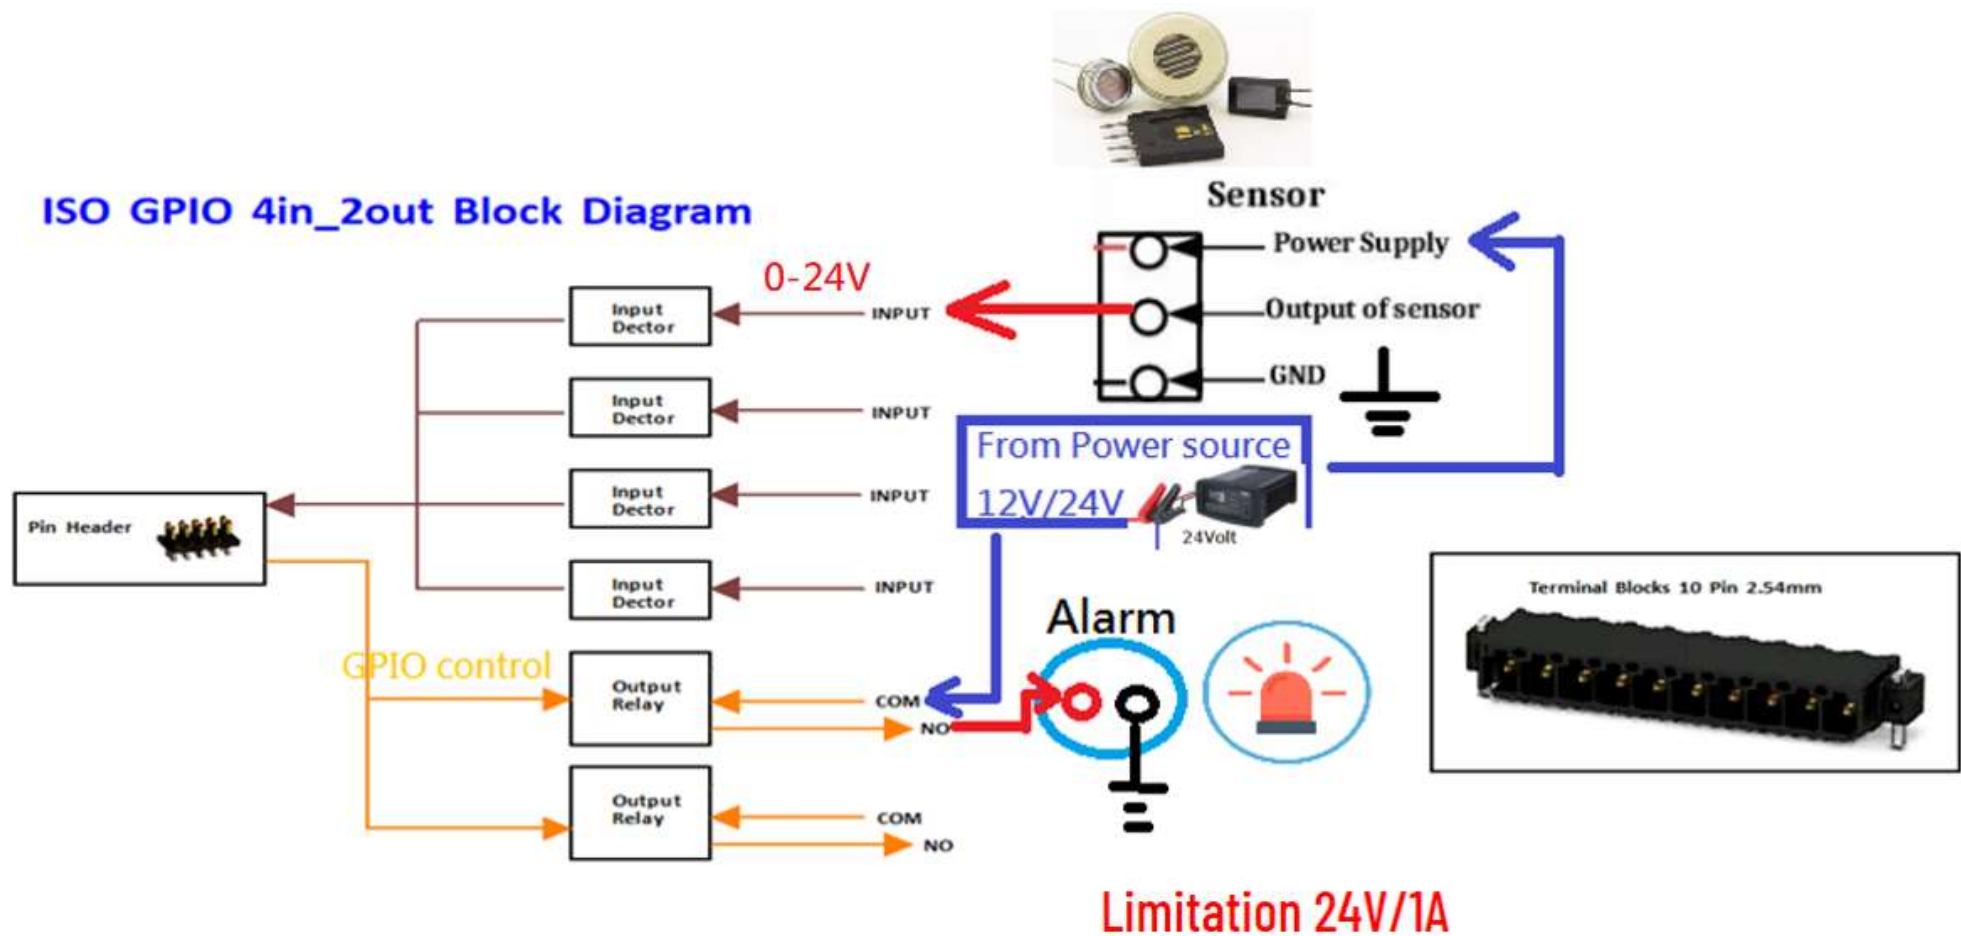 Sensor
ISO GPIO 4in_2out Block Diagram
Power Supply
0-24V
Input
Dector
INPUT
Output of sensor
GND
Input
Dector
INPUT
From Power source
12V/24V
24Volt
Input
Dector
INPUT
Pin Header
Input
Dector
INPUT
Terminal Blocks 10 Pin 2.54mm
Alarm
GPIO control
Output
Relay
COM
NO
Output
Relay
COM
NO
Limitation 24V/1A